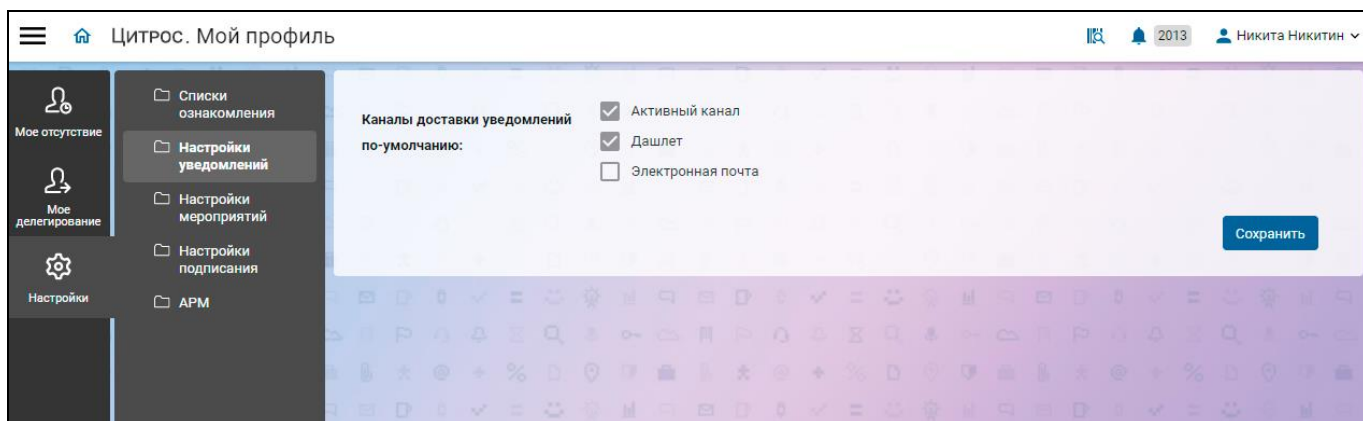 Цитрос. Мой профиль
2013
Никита Никитин
Мое отсутствие
Мое
делегирование
Настройки
Списки
ознакомления
Настройки
уведомлений
Настройки
мероприятий
Настройки
подписания
АРМ
Каналы доставки уведомлений
по-умолчанию:
Активный канал
Дашлет
Электронная почта
Сохранить